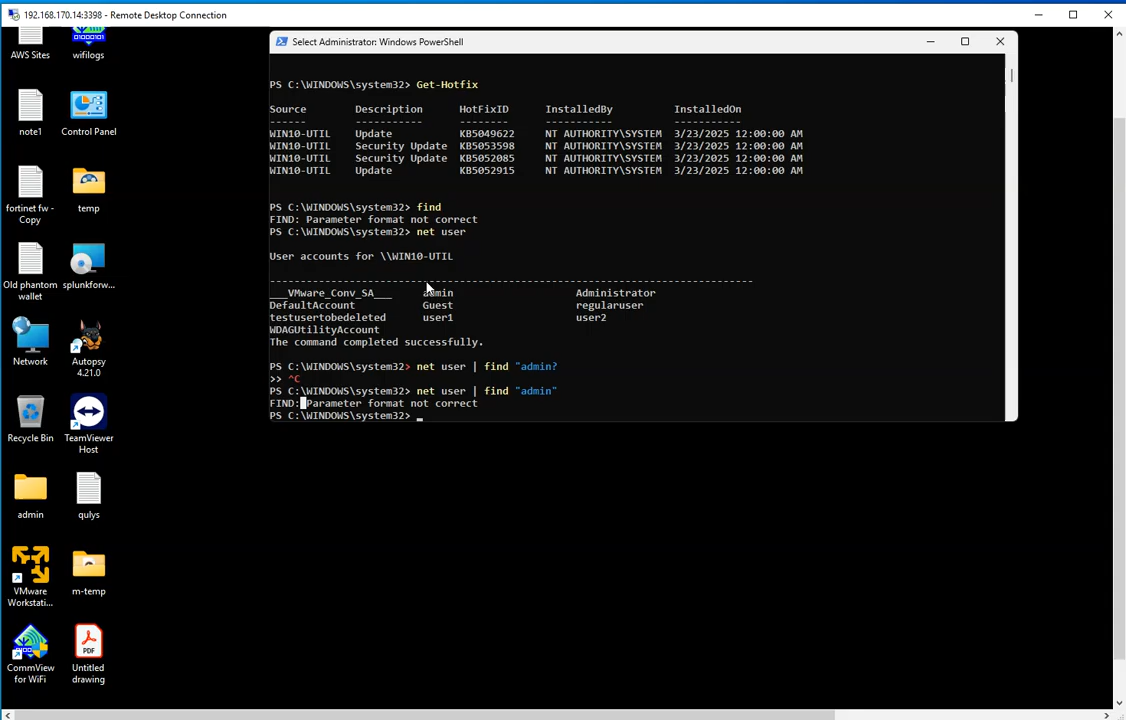 192.168.170.14:3398 - Remote Desktop Connection
AWS Sites
wifilogs
note1
Control Panel
fortinet fw -
Copy
temp
Old phantom
wallet
splunkforw...
Network
Autopsy
4.21.0
Recycle Bin
TeamViewer
Host
admin
qulys
VMware
Workstati...
m-temp
CommView
for WiFi
PDF
Untitled
drawing
Select Administrator: Windows PowerShell
PS C:\WINDOWS\system32> Get-Hotfix
Source Description HotFixID InstalledBy InstalledOn
------ ----------- -------- ----------- -----------
WIN10-UTIL Update KB5049622 NT AUTHORITY\SYSTEM 3/23/2025 12:00:00 AM
WIN10-UTIL Security Update KB5053598 NT AUTHORITY\SYSTEM 3/23/2025 12:00:00 AM
WIN10-UTIL Security Update KB5052085 NT AUTHORITY\SYSTEM 3/23/2025 12:00:00 AM
WIN10-UTIL Update KB5052915 NT AUTHORITY\SYSTEM 3/23/2025 12:00:00 AM
PS C:\WINDOWS\system32> find
FIND: Parameter format not correct
PS C:\WINDOWS\system32> net user
User accounts for \\WIN10-UTIL
-------------------------------------------------------------------------------
___VMware_Conv_SA___ admin Administrator
DefaultAccount Guest regularuser
testusertobedeleted user1 user2
WDAGUtilityAccount
The command completed successfully.
PS C:\WINDOWS\system32> net user | find "admin?
>> ^C
PS C:\WINDOWS\system32> net user | find "admin"
FIND: Parameter format not correct
PS C:\WINDOWS\system32>